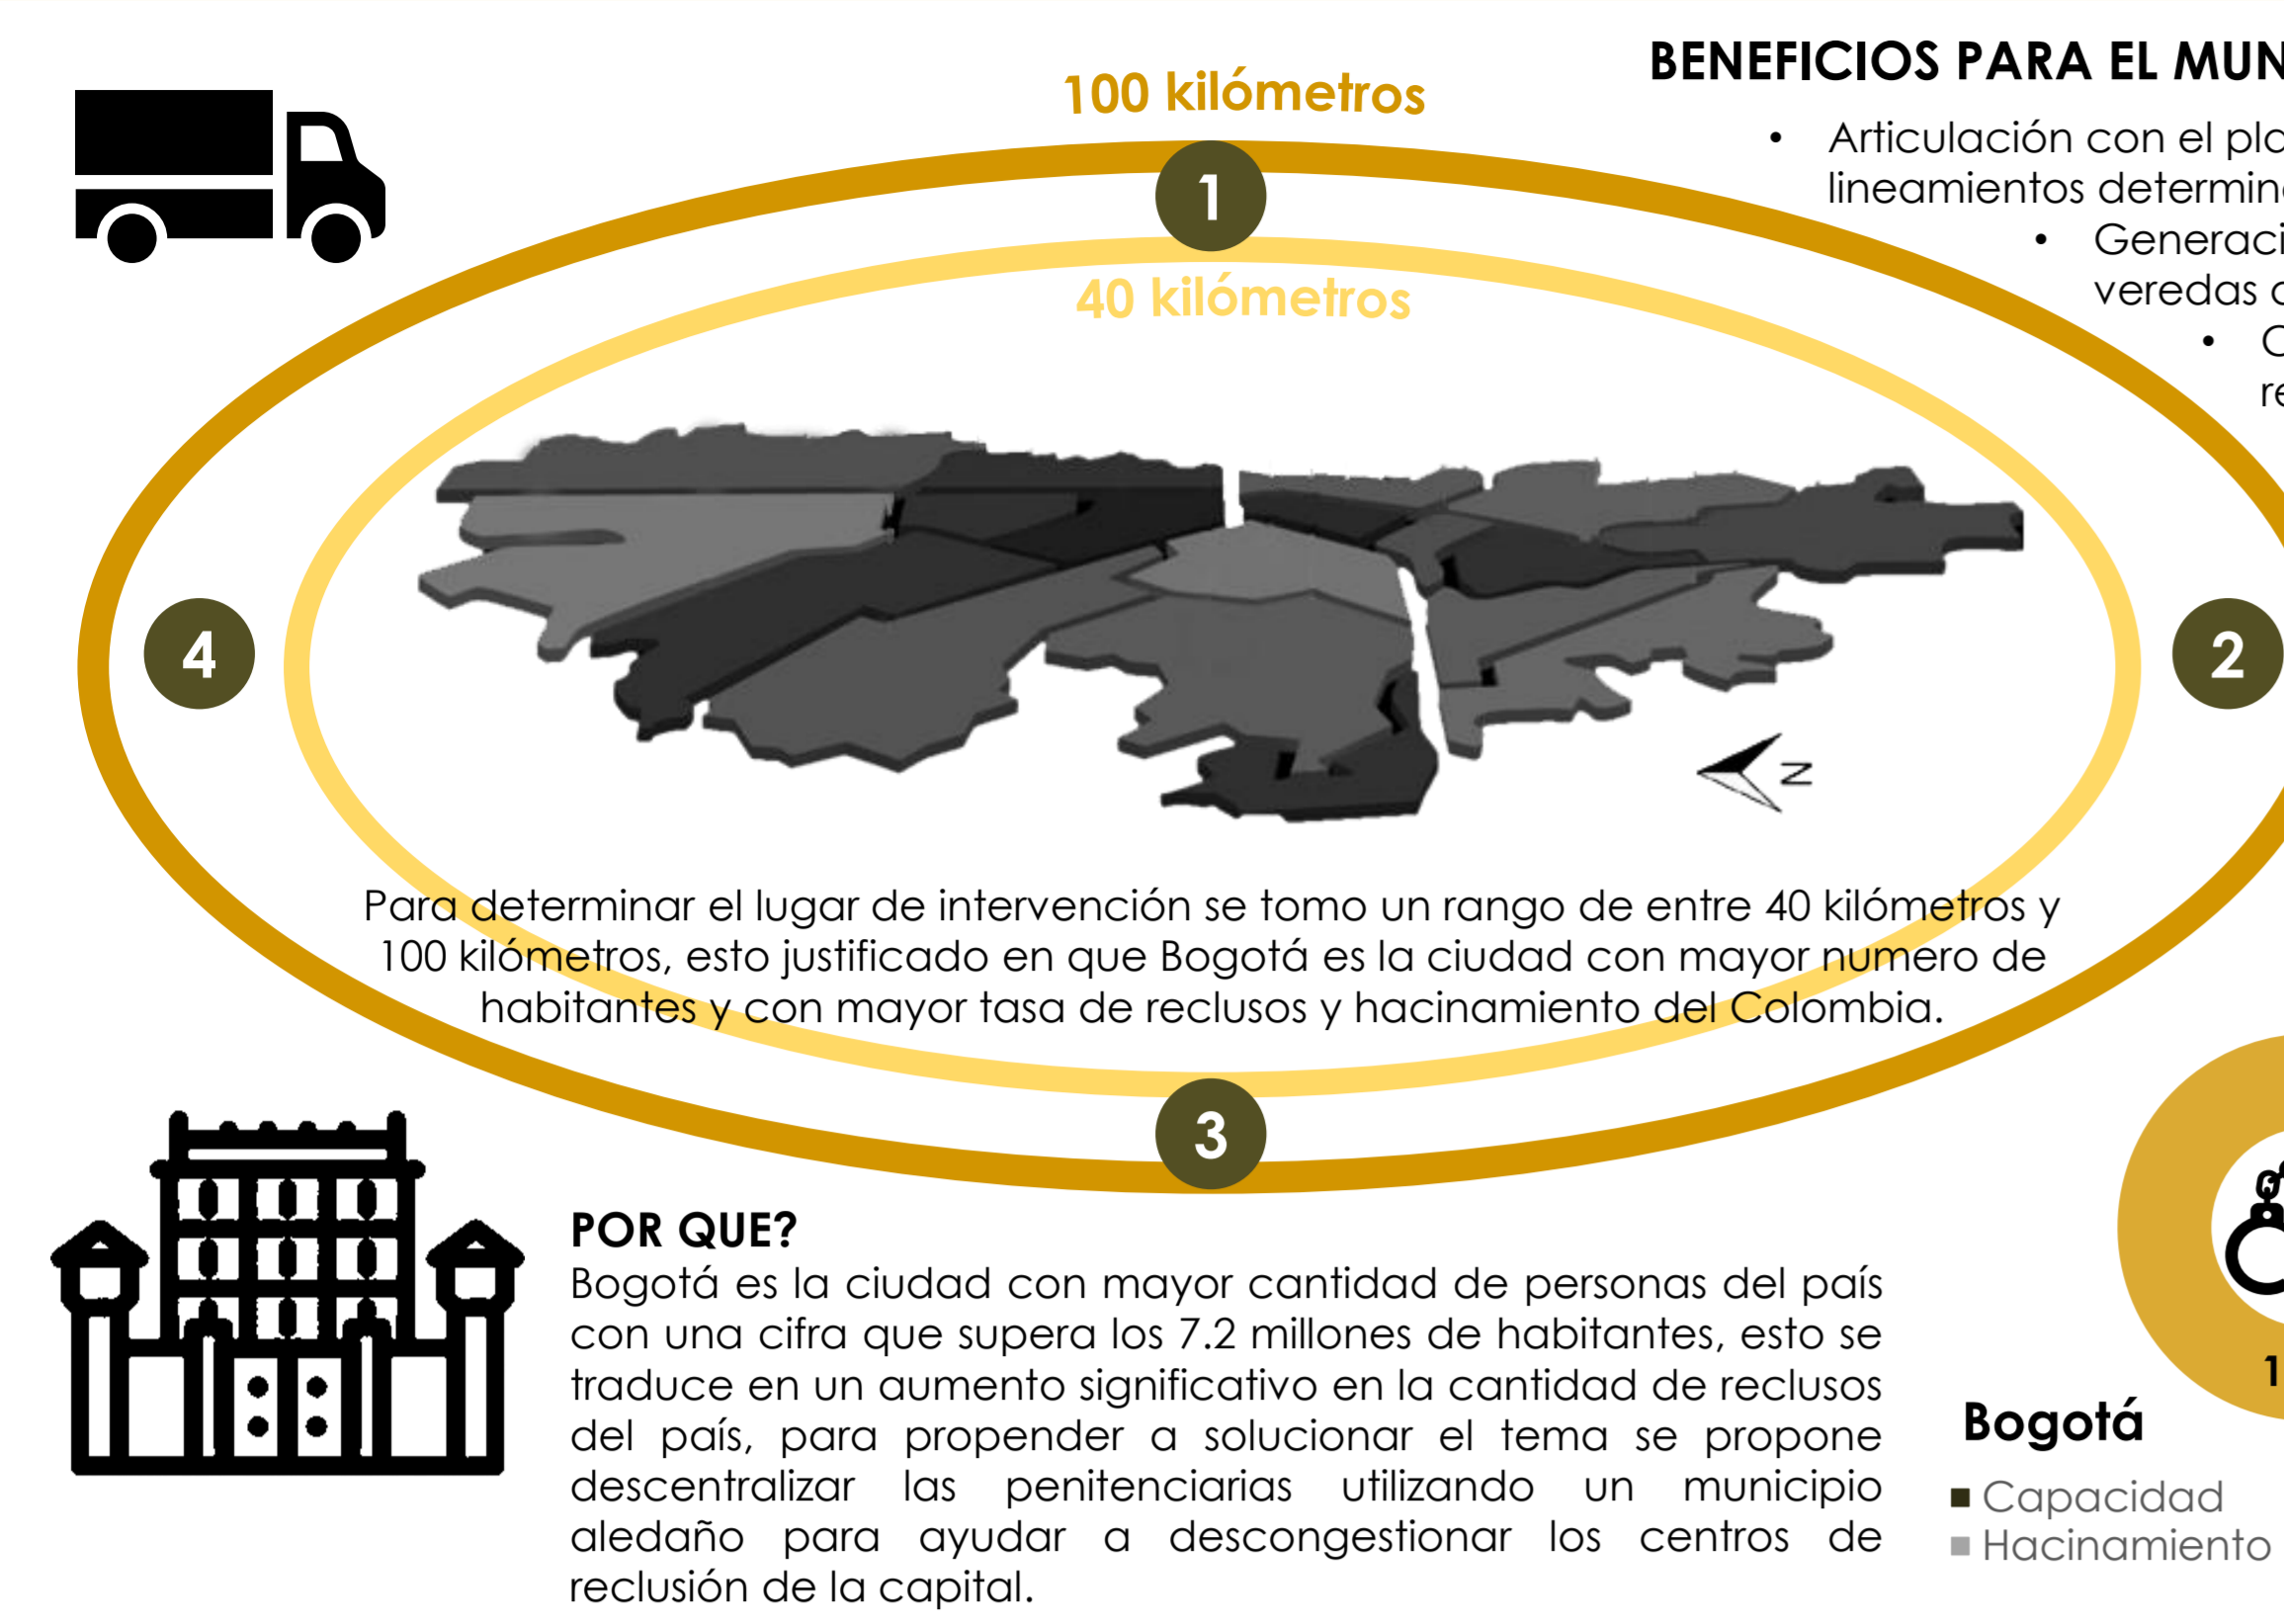 100 kilómetros
BENEFICIOS PARA EL
• Articulación con el
lineamientos
•
veredas
•
1
40 kilómetros
4
2
N
Para determinar el lugar de intervención se tomo un rango de entre 40 kilómetros y
100 kilómetros, esto justificado en que Bogotá es la ciudad con mayor numero de
habitantes y con mayor tasa de reclusos y hacinamiento del Colombia.
3
POR QUE?
Bogotá es la ciudad con mayor cantidad de personas del país
con una cifra que supera los 7.2 millones de habitantes, esto se
traduce en un aumento significativo en la cantidad de reclusos
del país, para propender a solucionar el tema se propone
descentralizar las penitenciarias utilizando un municipio
aledaño para ayudar a descongestionar los centros de
reclusión de la capital.
Bogotá
Capacidad
Hacinamiento